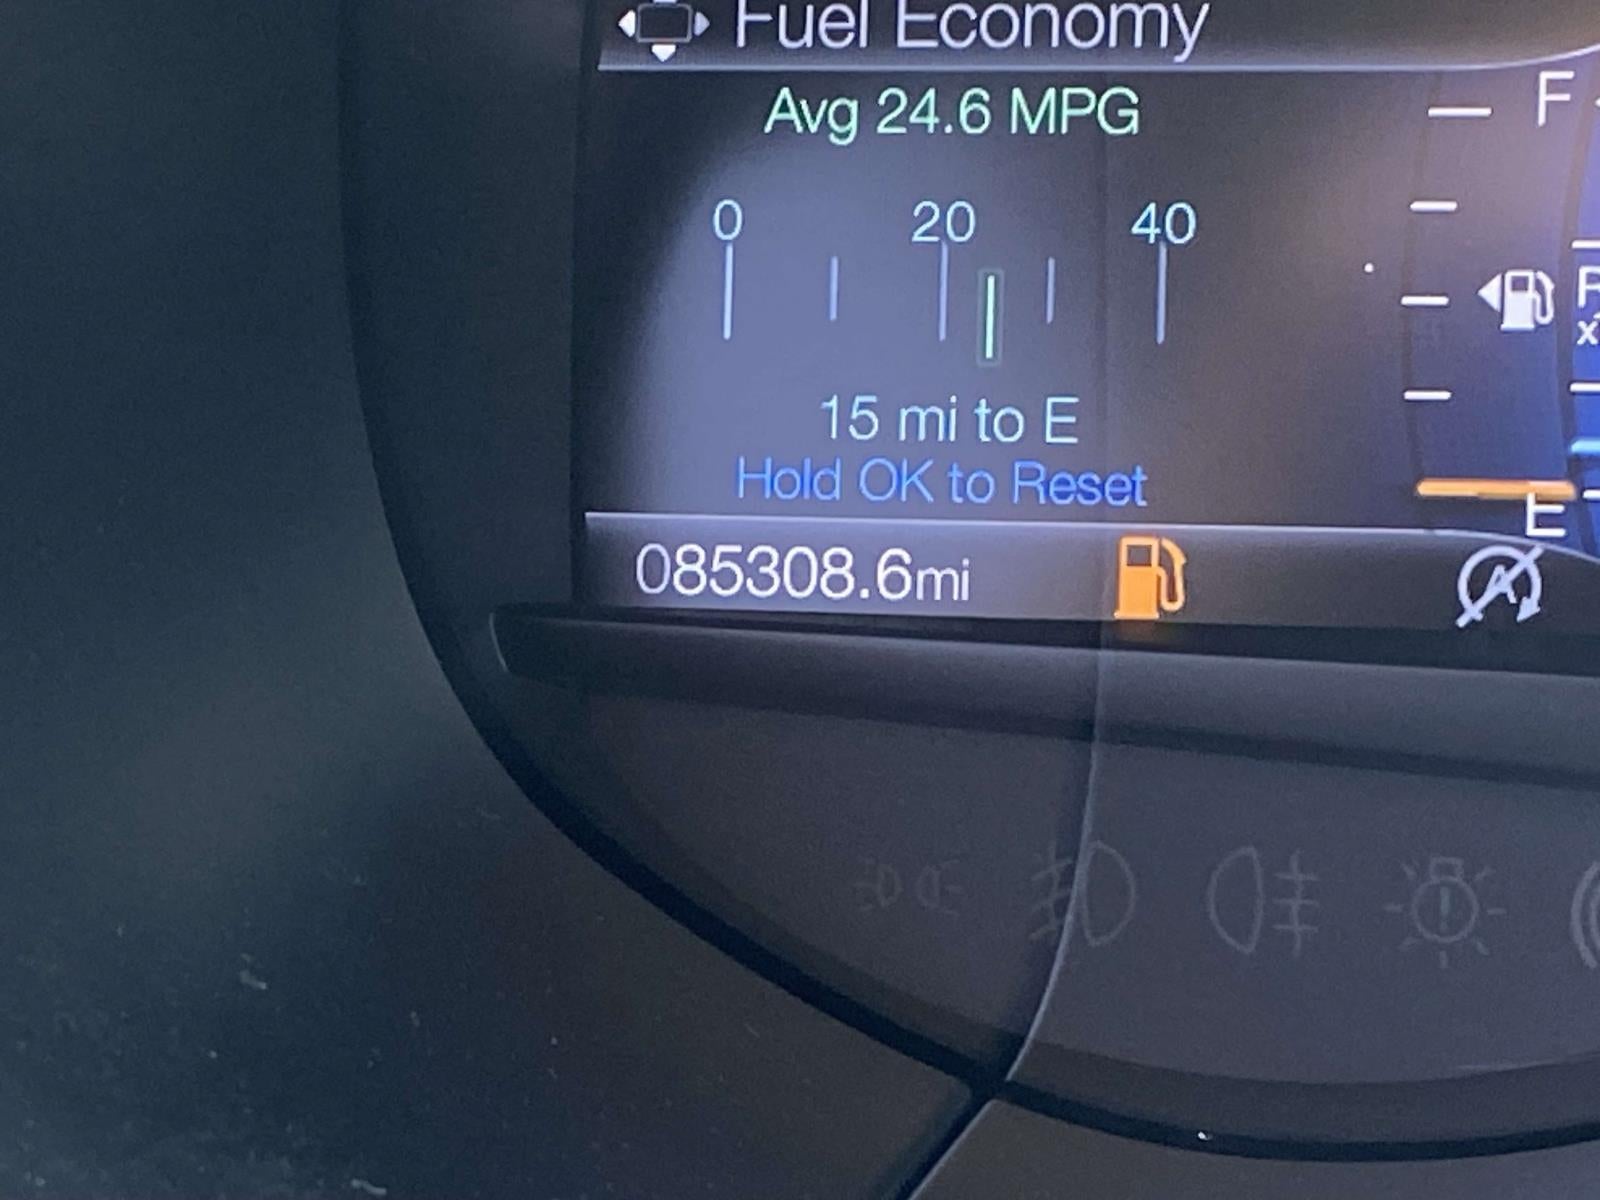 Fuel Economy
Avg 24.6 MPG
F
0 20 40
15 mi to E
Hold OK to Reset
E
085308.6mi